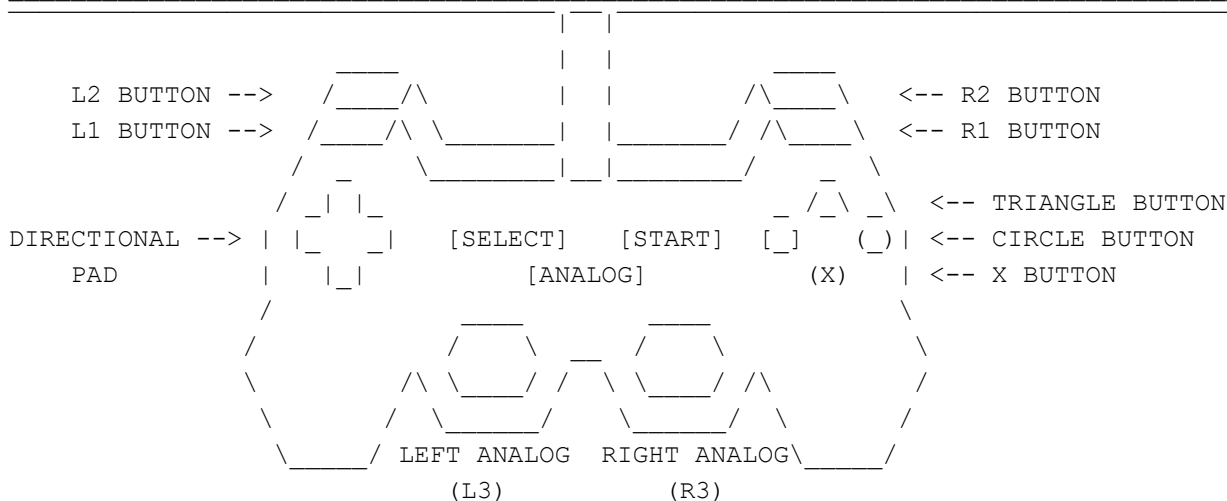 L2 BUTTON --> <-- R2 BUTTON
L1 BUTTON --> <-- R1 BUTTON
<-- TRIANGLE BUTTON
DIRECTIONAL --> [SELECT] [START] <-- CIRCLE BUTTON
PAD [ANALOG] (X) <-- X BUTTON
LEFT ANALOG RIGHT ANALOG
(L3) (R3)